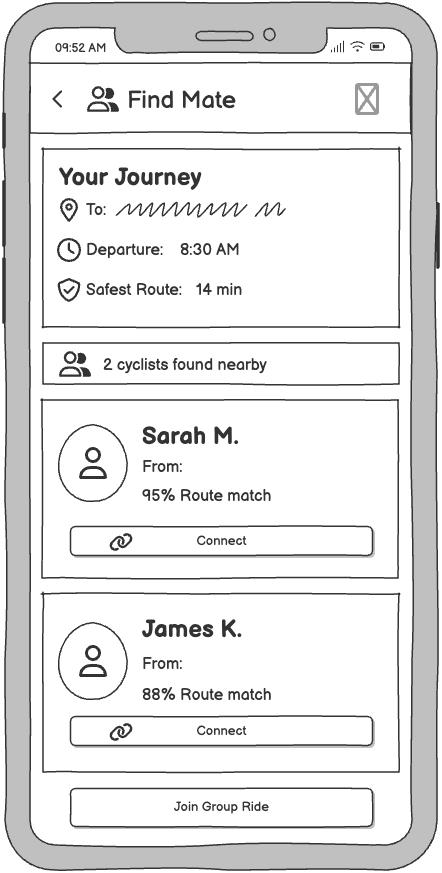 09:52 AM
Find Mate
Your Journey
To:
Departure: 8:30 AM
Safest Route: 14 min
2 cyclists found nearby
Sarah M.
From:
95% Route match
Connect
James K.
From:
88% Route match
Connect
Join Group Ride